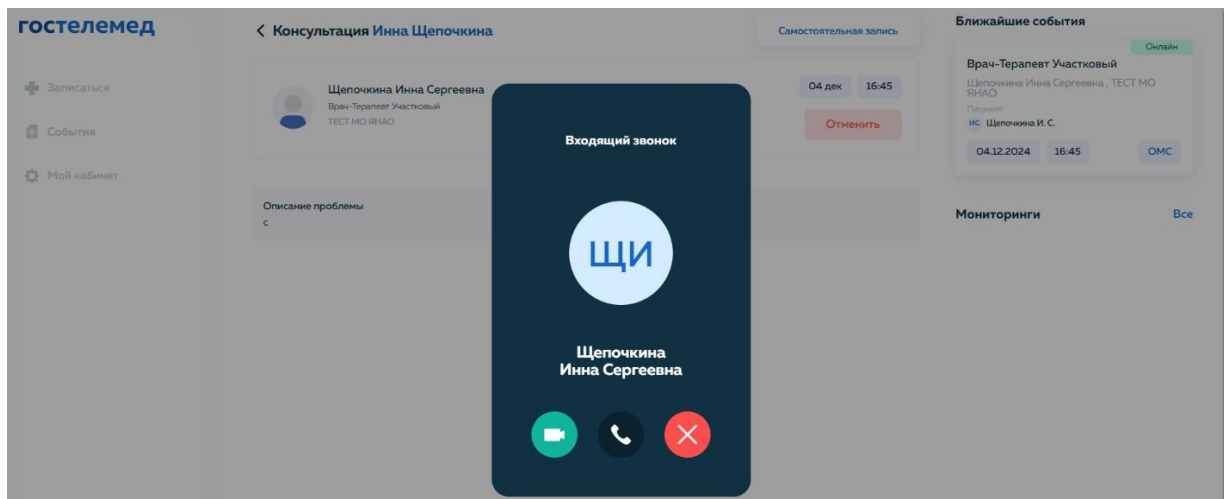 гостелемед
Записаться
События
Мой кабинет
Консультация Инна Щепочкина
Самостоятельная запись
Щепочкина Инна Сергеевна
Врач-Терапевт Участковый
ТЕСТ МО ЯНАО
04 дек 16:45
Отменить
Описание проблемы
с
Входящий звонок
ЩИ
Щепочкина
Инна Сергеевна
Ближайшие события
Онлайн
Врач-Терапевт Участковый
Щепочкина Инна Сергеевна , ТЕСТ МО
ЯНАО
Пациент
ИС Щепочкина И. С.
04.12.2024 16:45 ОМС
Мониторинги Все